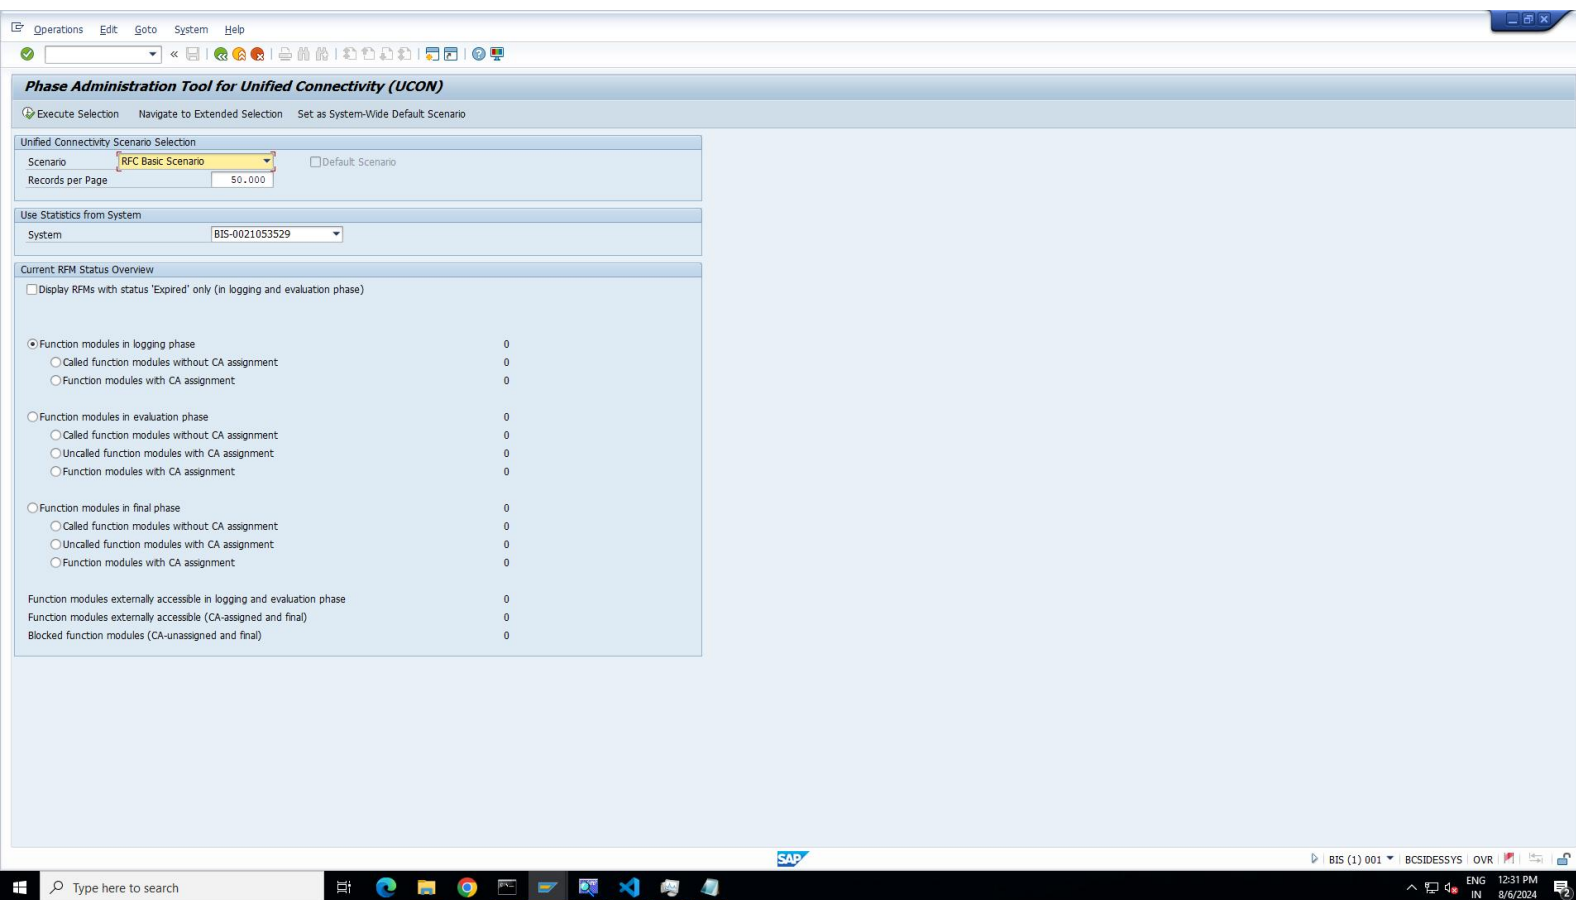 Operations Edit Goto System Help
Phase Administration Tool for Unified Connectivity (UCON)
Execute Selection Navigate to Extended Selection Set as System-Wide Default Scenario
Unified Connectivity Scenario Selection
Scenario RFC Basic Scenario Default Scenario
Records per Page 50.000
Use Statistics from System
System BIS-0021053529
Current RFM Status Overview
Display RFMs with status 'Expired' only (in logging and evaluation phase)
Function modules in logging phase 0
Called function modules without CA assignment 0
Function modules with CA assignment 0
Function modules in evaluation phase 0
Called function modules without CA assignment 0
Uncalled function modules with CA assignment 0
Function modules with CA assignment 0
Function modules in final phase 0
Called function modules without CA assignment 0
Uncalled function modules with CA assignment 0
Function modules with CA assignment 0
Function modules externally accessible in logging and evaluation phase 0
Function modules externally accessible (CA-assigned and final) 0
Blocked function modules (CA-unassigned and final) 0
SAP BIS (1) 001 BCSIDESSYS OVR
Type here to search ENG 12:31 PM
IN 8/6/2024 2